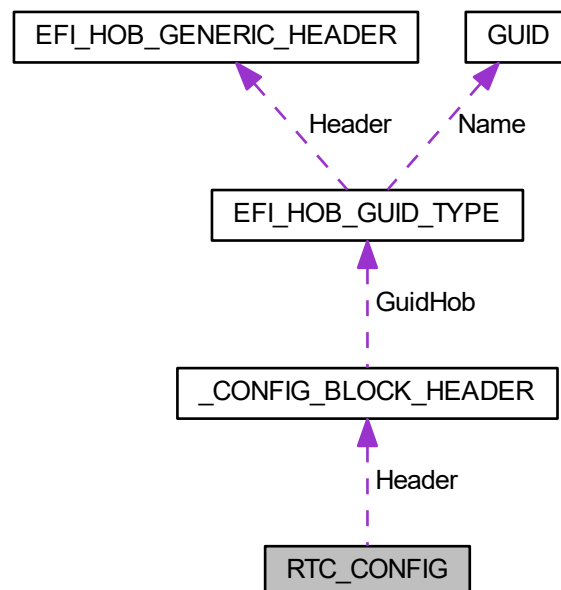 EFI_HOB_GENERIC_HEADER
GUID
Header
Name
EFI_HOB_GUID_TYPE
GuidHob
_CONFIG_BLOCK_HEADER
Header
RTC_CONFIG